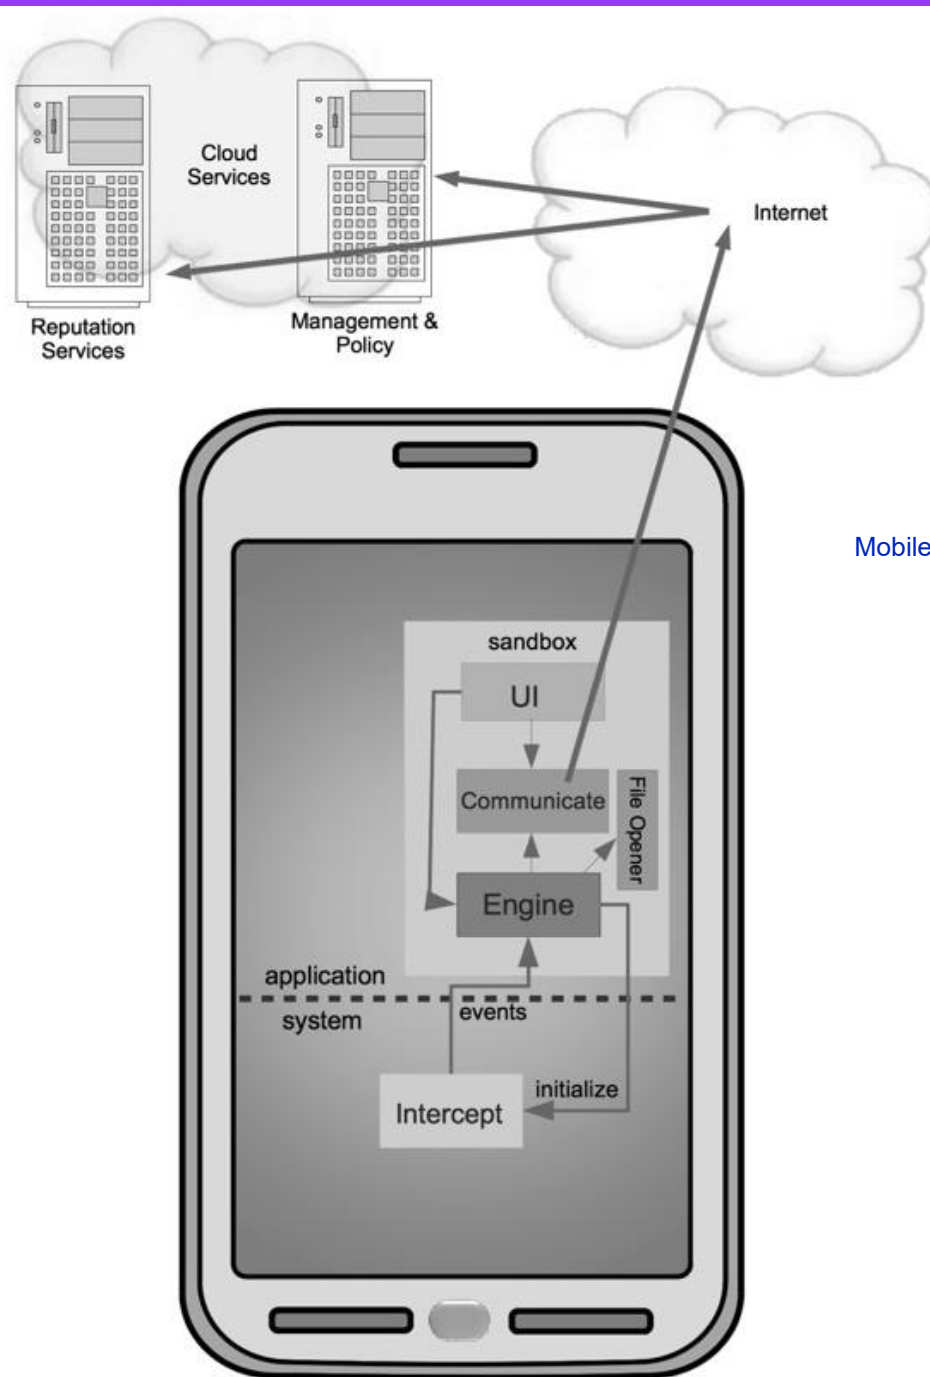 Cloud
Services
Internet
Reputation
Services
Management &
Policy
Mobile
sandbox
UI
Communicate
File Opener
Engine
application
system
events
initialize
Intercept